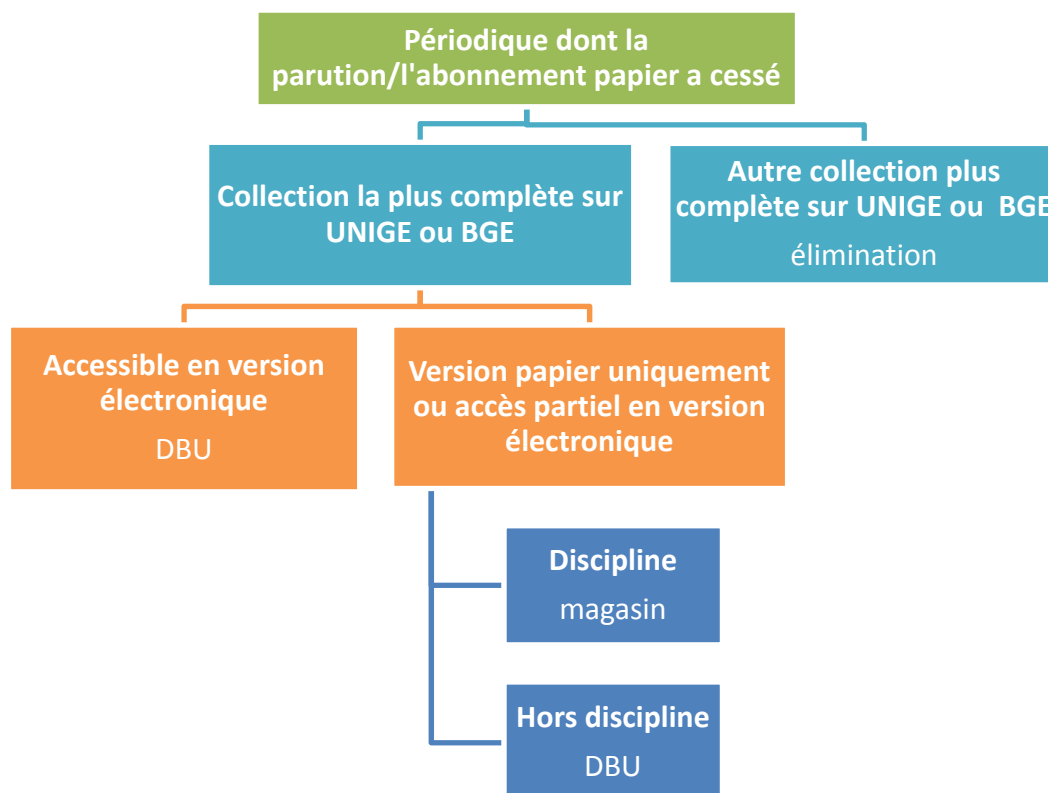 Périodique dont la
parution/l'abonnement papier a cessé
Collection la plus complète sur
UNIGE ou BGE
Autre collection plus
complète sur UNIGE ou BGE
élimination
Accessible en version
électronique
DBU
Version papier uniquement
ou accès partiel en version
électronique
Discipline
magasin
Hors discipline
DBU